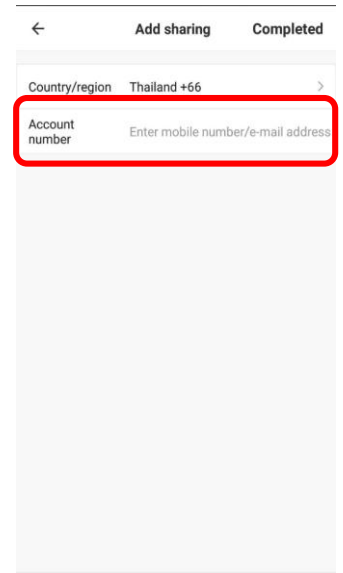 Add sharing Completed
Country/region Thailand +66
Account
number
Enter mobile number/e-mail address